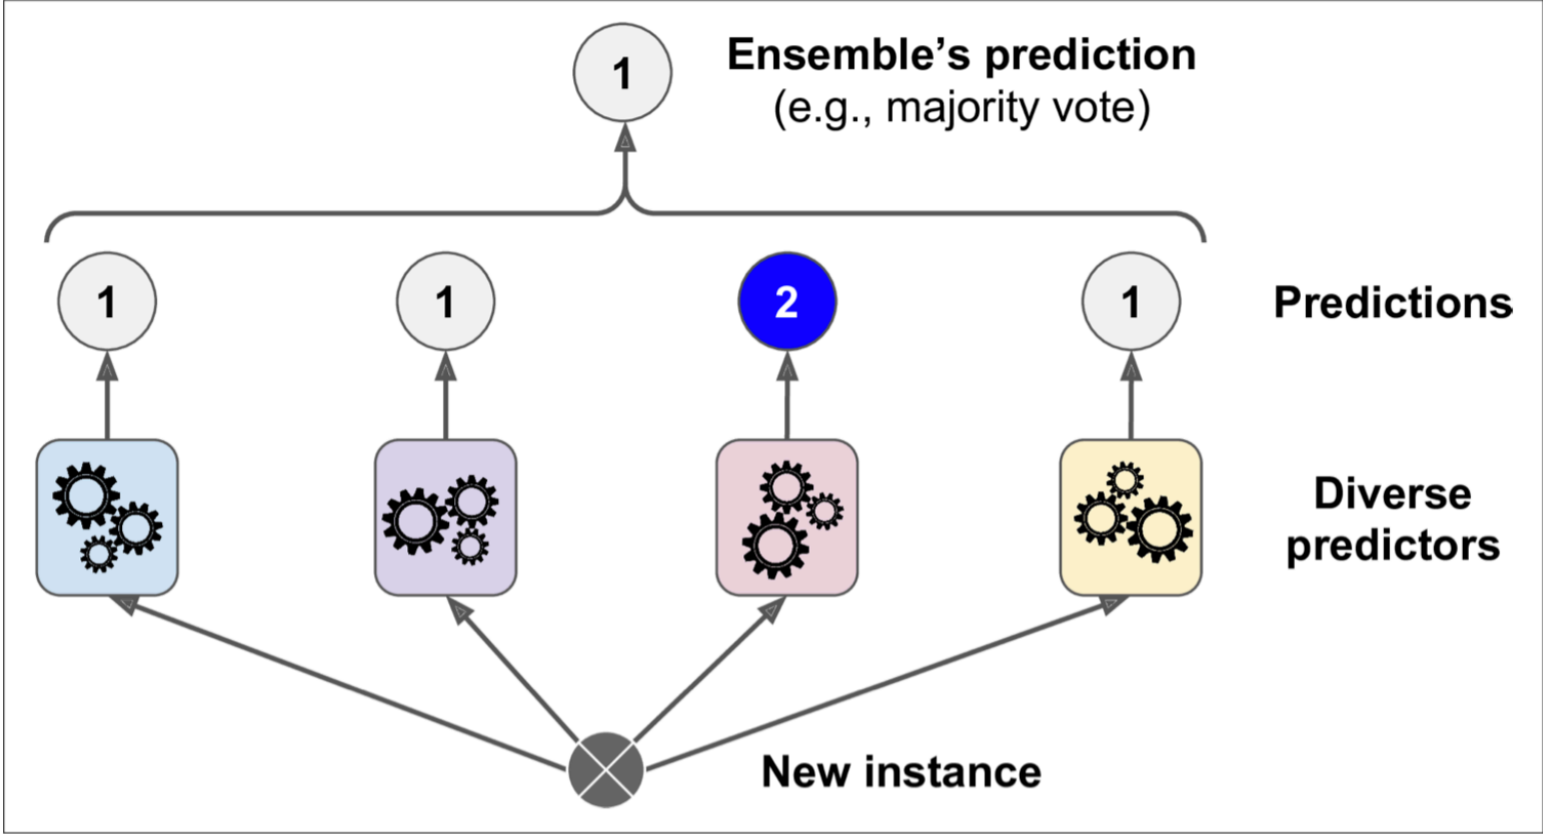 1
Ensemble’s prediction
(e.g., majority vote)
1
1
2
1
Predictions
Diverse
predictors
New instance